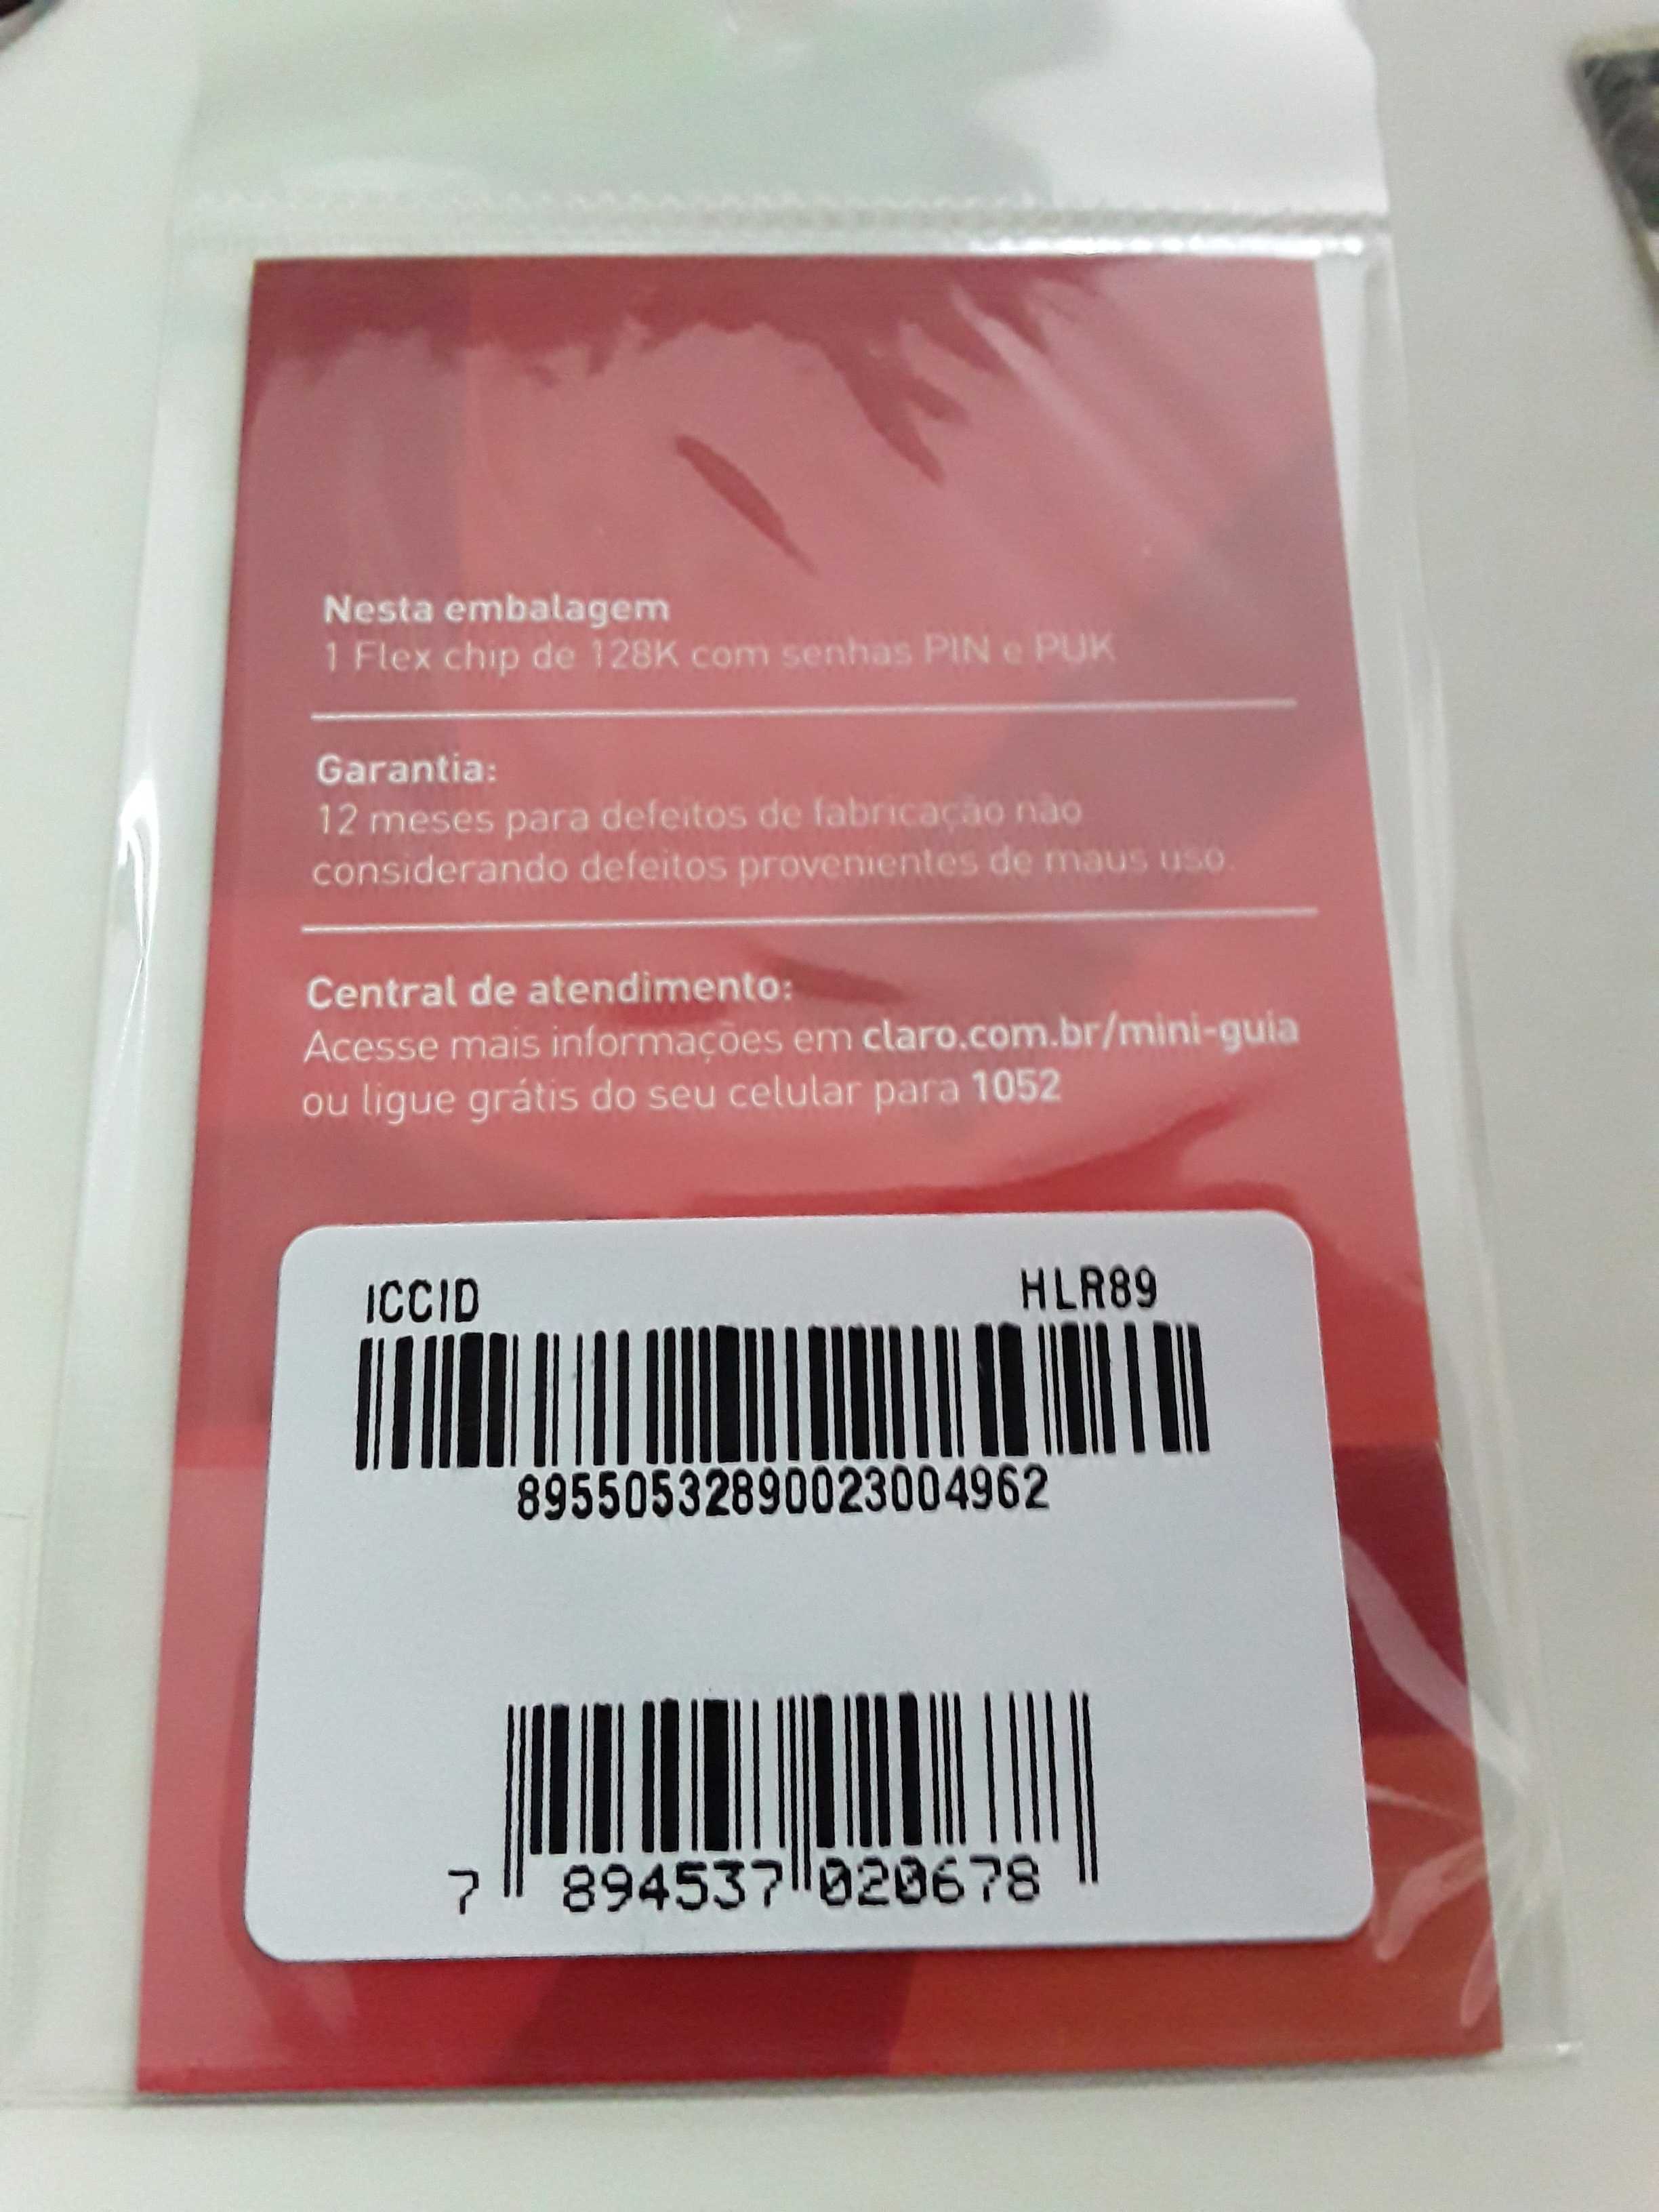 Nesta embalagem
1 Flex chip de 128K com senhas PIN e PUK
Garantia:
12 meses para defeitos de fabricação não
considerando defeitos provenientes de maus uso.
Central de atendimento:
Acesse mais informações em claro.com.br/mini-guia
ou ligue grátis do seu celular para 1052
ICCID HLR89
89550532890023004962
7 894537 020678